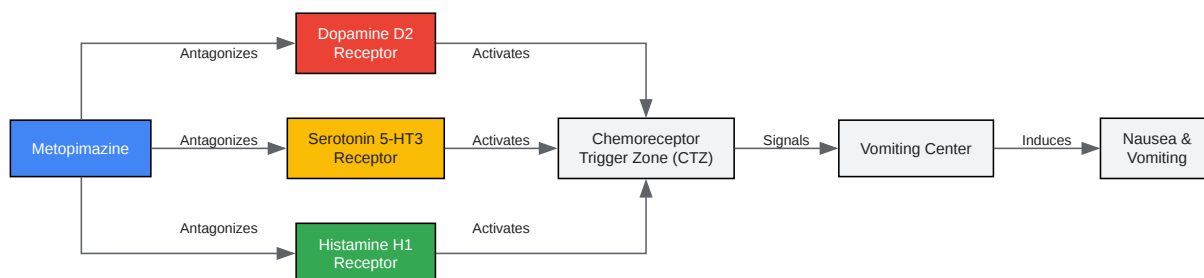 Dopamine D2
Receptor
Antagonizes
Activates
Metopimazine
Antagonizes
Serotonin 5-HT3
Receptor
Activates
Chemoreceptor
Trigger Zone (CTZ)
Signals
Vomiting Center
Induces
Nausea &
Vomiting
Antagonizes
Histamine H1
Receptor
Activates